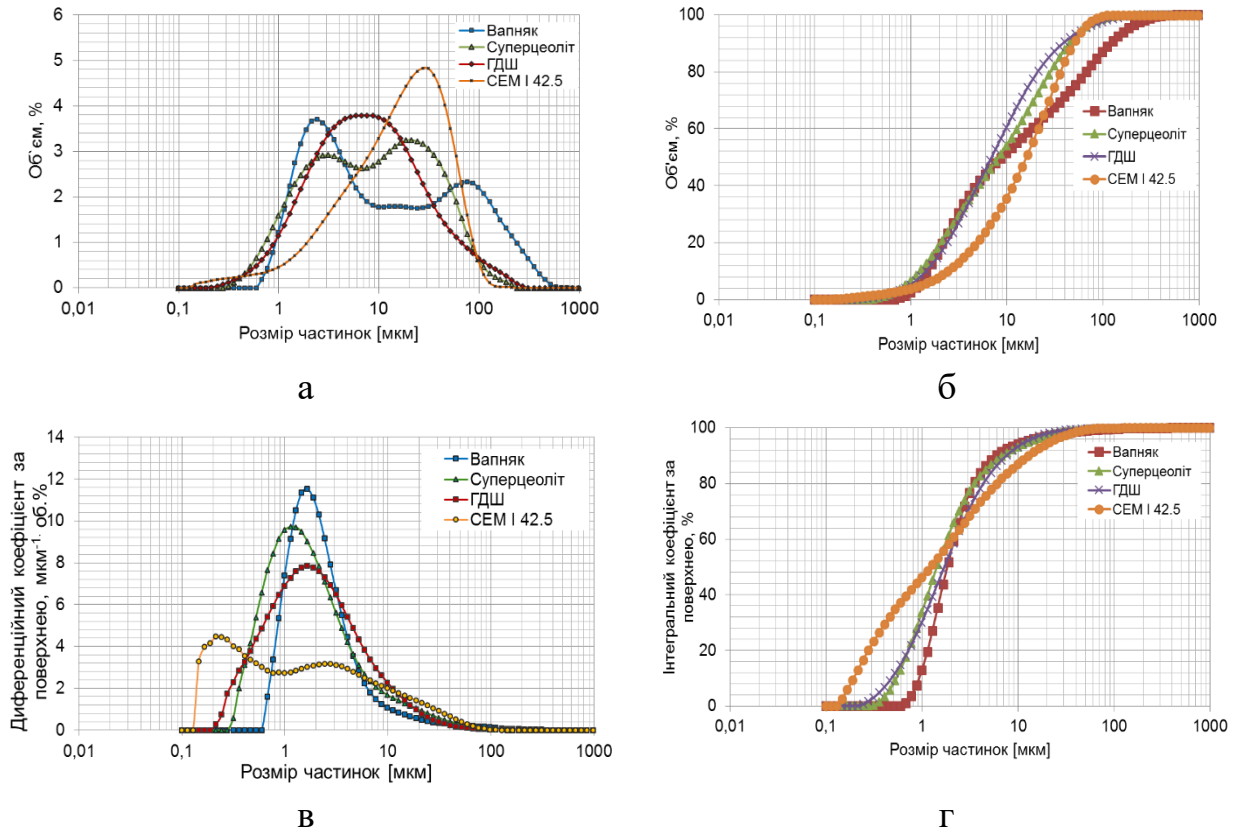 6
5
4
3
2
1
0
0,01
0,1
1
10
100
1000
Об`єм, %
Розмір частинок [мкм]
Вапняк
Суперцеоліт
ГДШ
CEM I 42.5
а
100
80
60
40
20
0
0,01
0,1
1
10
100
1000
Об'єм, %
Розмір частинок [мкм]
Вапняк
Суперцеоліт
ГДШ
CEM I 42.5
б
14
12
10
8
6
4
2
0
0,01
0,1
1
10
100
1000
Диференційний коефіцієнт за
поверхнею, мкм-1. об.%
Розмір частинок [мкм]
Вапняк
Суперцеоліт
ГДШ
CEM I 42.5
в
100
80
60
40
20
0
0,01
0,1
1
10
100
1000
Інтегральний коефіцієнт за
поверхнею, %
Розмір частинок [мкм]
Вапняк
Суперцеоліт
ГДШ
CEM I 42.5
г